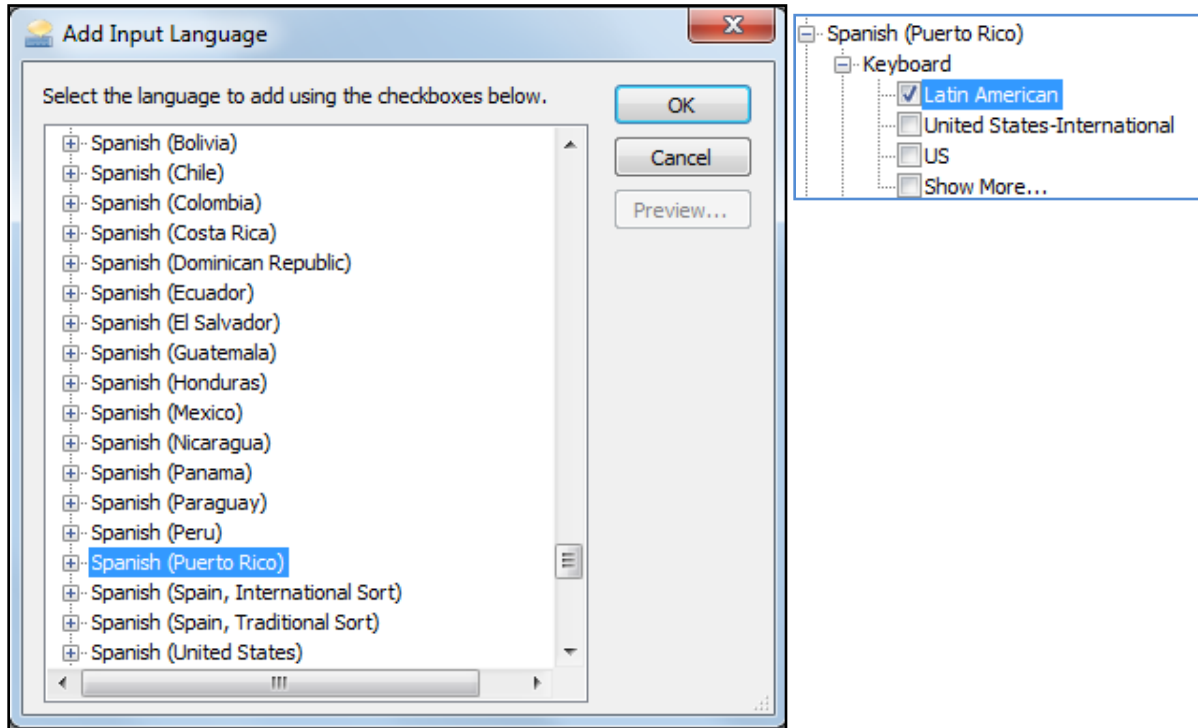 Add Input Language
Select the language to add using the checkboxes below.
OK
Cancel
Preview...
Spanish (Bolivia)
Spanish (Chile)
Spanish (Colombia)
Spanish (Costa Rica)
Spanish (Dominican Republic)
Spanish (Ecuador)
Spanish (El Salvador)
Spanish (Guatemala)
Spanish (Honduras)
Spanish (Mexico)
Spanish (Nicaragua)
Spanish (Panama)
Spanish (Paraguay)
Spanish (Peru)
Spanish (Puerto Rico)
Spanish (Spain, International Sort)
Spanish (Spain, Traditional Sort)
Spanish (United States)
Spanish (Puerto Rico)
Keyboard
Latin American
United States-International
US
Show More...